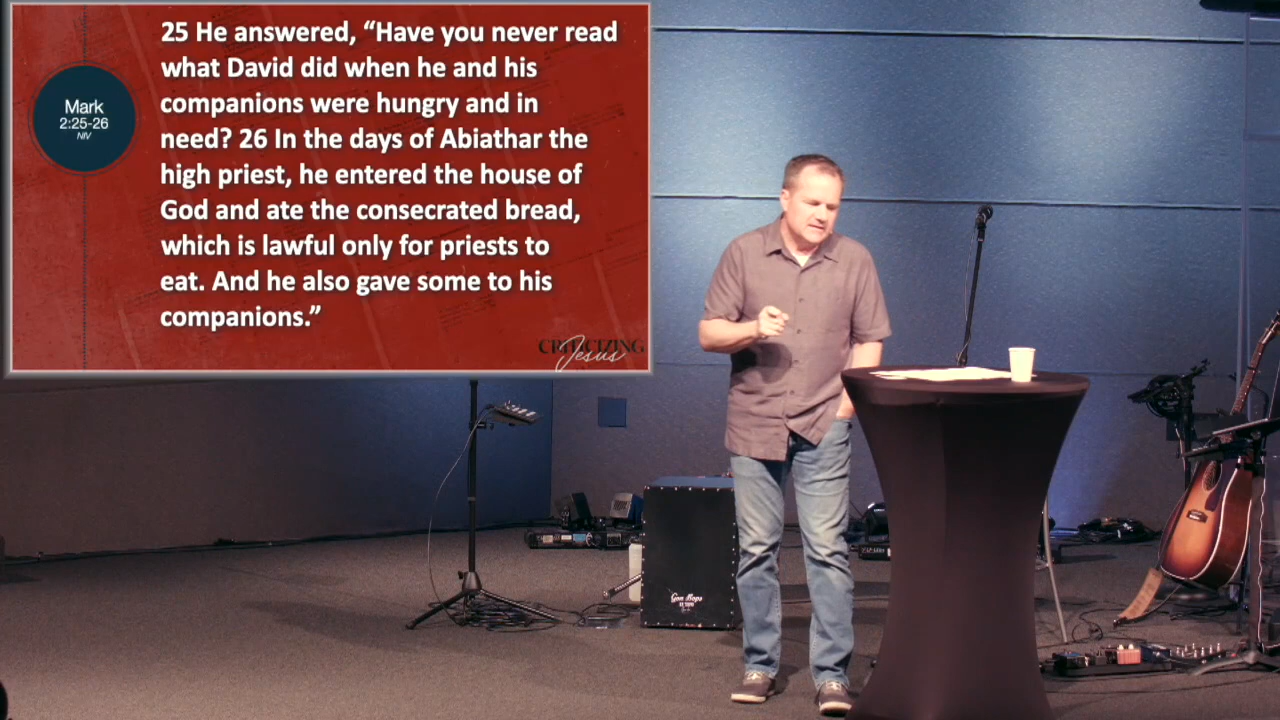 25 He answered, “Have you never read
what David did when he and his
companions were hungry and in
need? 26 In the days of Abiathar the
high priest, he entered the house of
God and ate the consecrated bread,
which is lawful only for priests to
eat. And he also gave some to his
companions.”
Mark
2:25-26
NIV
CRITICIZING
Jesus
Gon Bops